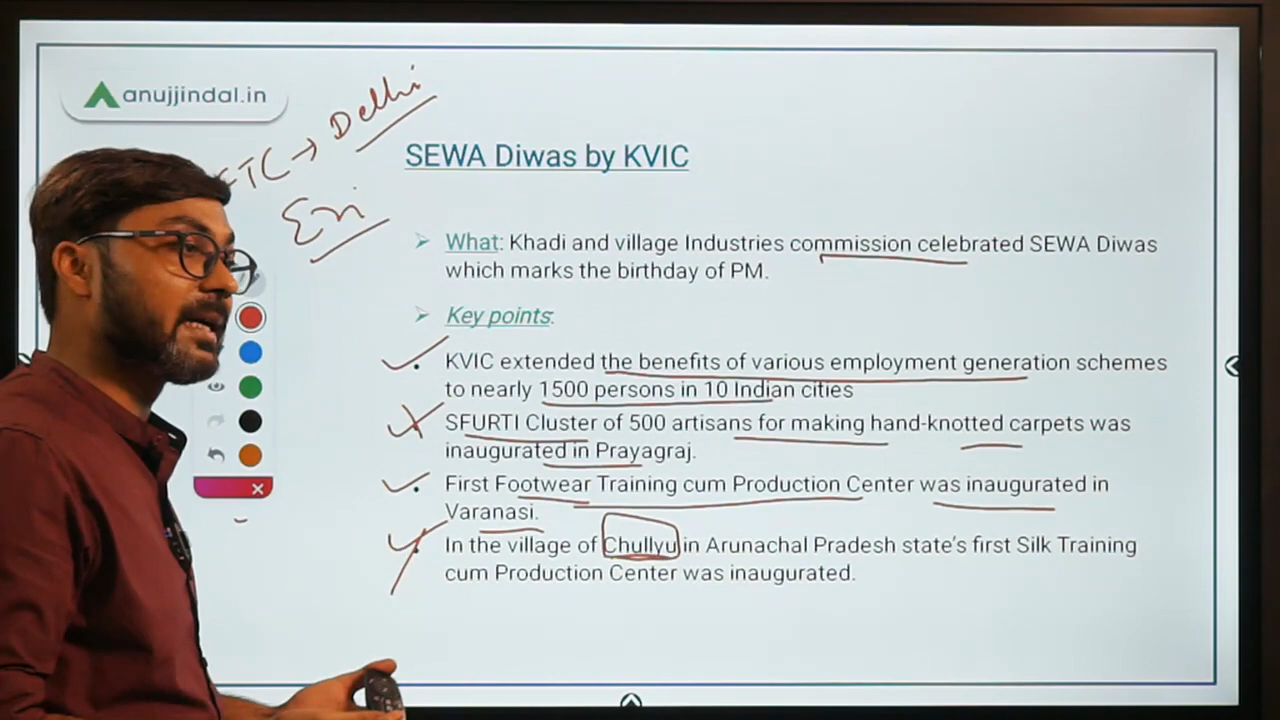 anujjindal.in
TC → Delhi
Eri
SEWA Diwas by KVIC
What: Khadi and village Industries commission celebrated SEWA Diwas
which marks the birthday of PM.
Key points:
KVIC extended the benefits of various employment generation schemes
to nearly 1500 persons in 10 Indian cities
SFURTI Cluster of 500 artisans for making hand-knotted carpets was
inaugurated in Prayagraj.
First Footwear Training cum Production Center was inaugurated in
Varanasi.
In the village of Chullyu in Arunachal Pradesh state's first Silk Training
cum Production Center was inaugurated.